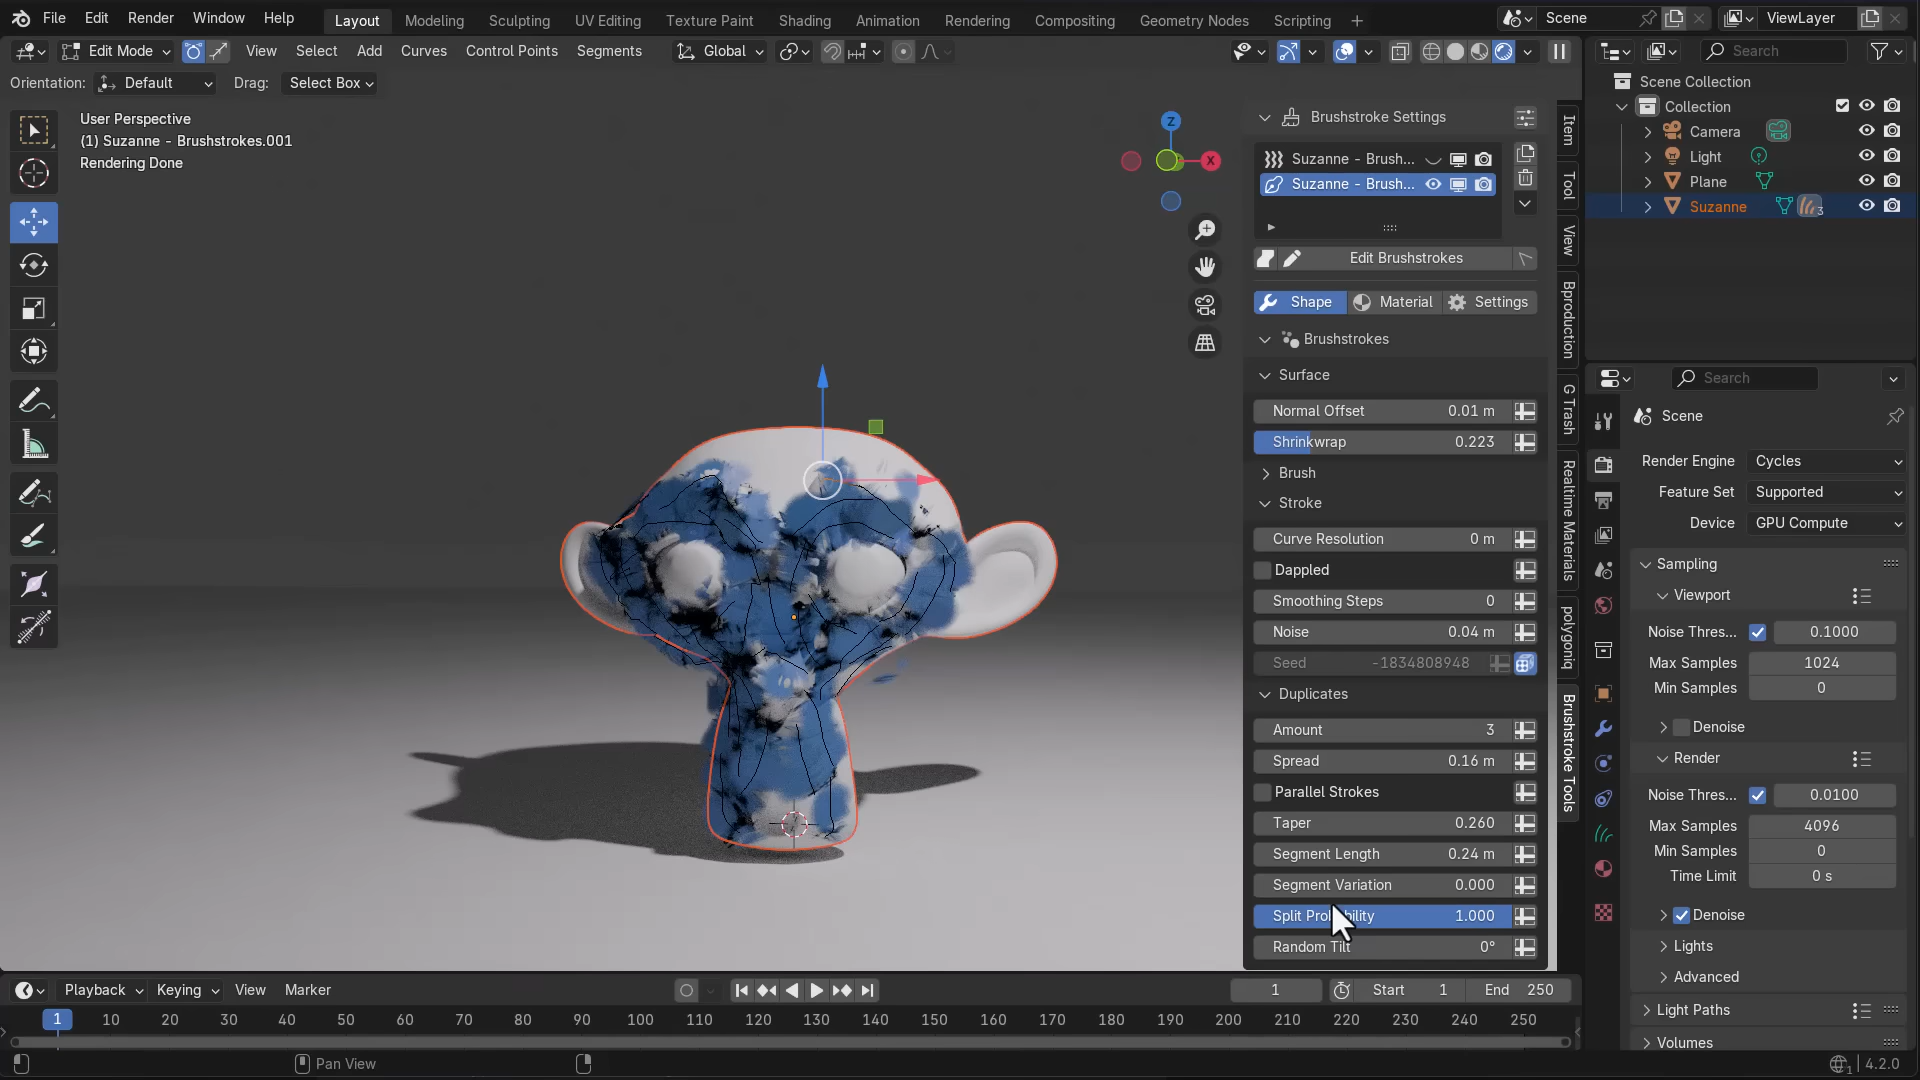 File Edit Render Window Help Layout Modeling Sculpting UV Editing Texture Paint Shading Animation Rendering Compositing Geometry Nodes Scripting + Scene ViewLayer
Edit Mode View Select Add Curves Control Points Segments Global Search
Orientation: Default Drag: Select Box
User Perspective
(1) Suzanne - Brushstrokes.001
Rendering Done
Z
X
Brushstroke Settings
Suzanne - Brush...
Suzanne - Brush...
Edit Brushstrokes
Shape Material Settings
Brushstrokes
Surface
Normal Offset 0.01 m
Shrinkwrap 0.223
Brush
Stroke
Curve Resolution 0 m
Dappled
Smoothing Steps 0
Noise 0.04 m
Seed -1834808948
Duplicates
Amount 3
Spread 0.16 m
Parallel Strokes
Taper 0.260
Segment Length 0.24 m
Segment Variation 0.000
Split Probability 1.000
Random Tilt 0°
Item
Tool
View
Bproduction
G Trash
Realtime Materials
polygoniq
Brushstroke Tools
Scene Collection
Collection
Camera
Light
Plane
Suzanne 3
Search
Scene
Render Engine Cycles
Feature Set Supported
Device GPU Compute
Sampling
Viewport
Noise Thres... 0.1000
Max Samples 1024
Min Samples 0
Denoise
Render
Noise Thres... 0.0100
Max Samples 4096
Min Samples 0
Time Limit 0 s
Denoise
Lights
Advanced
Light Paths
Volumes
Playback Keying View Marker 1 Start 1 End 250
1 10 20 30 40 50 60 70 80 90 100 110 120 130 140 150 160 170 180 190 200 210 220 230 240 250
Pan View 1 4.2.0